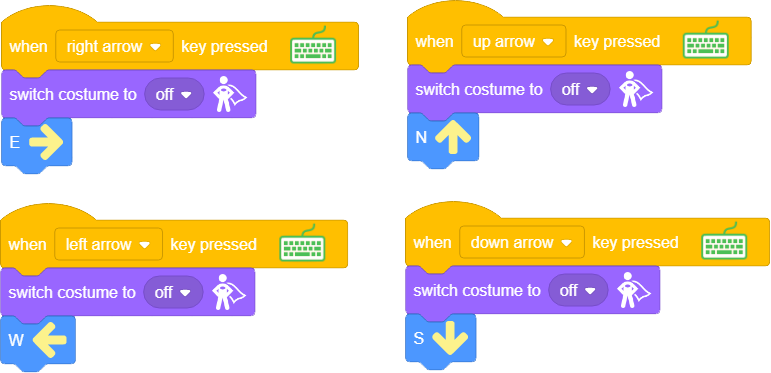 when right arrow key pressed
switch costume to off
E
when up arrow key pressed
switch costume to off
N
when left arrow key pressed
switch costume to off
W
when down arrow key pressed
switch costume to off
S